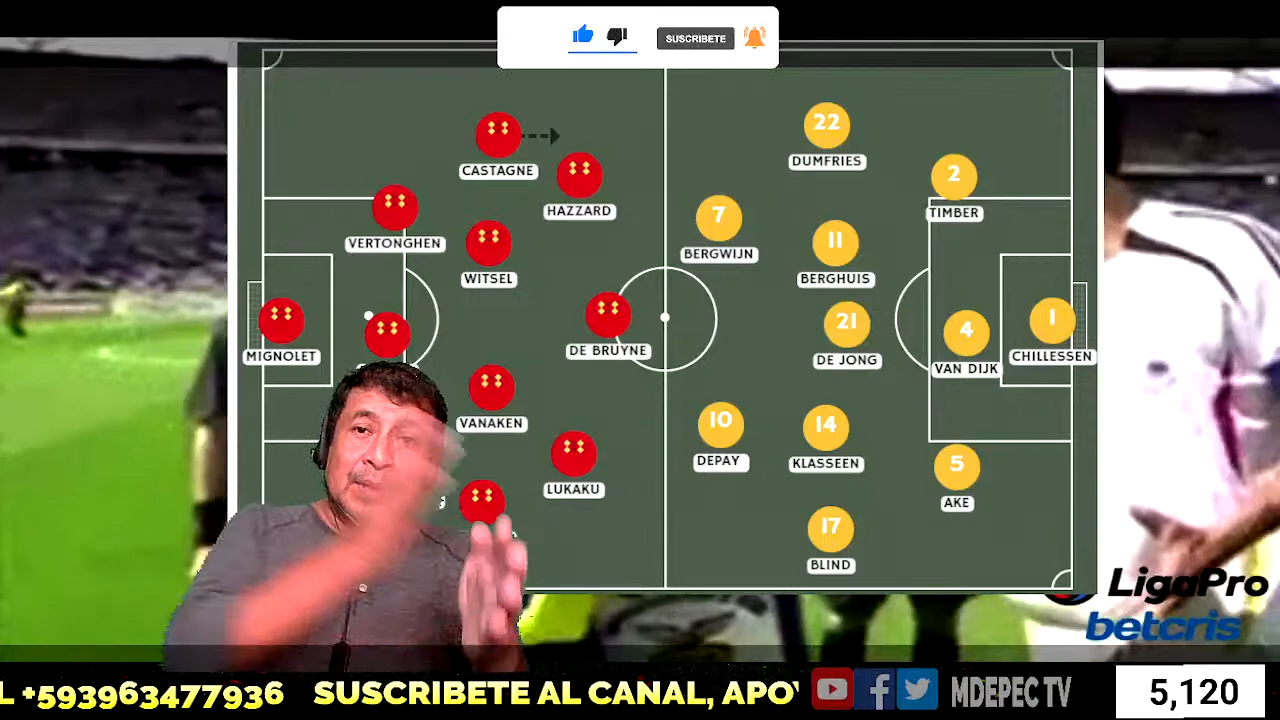 SUSCRIBETE
22
DUMFRIES
CASTAGNE
2
TIMBER
HAZZARD
7
BERGWIJN
VERTONGHEN
11
BERGHUIS
WITSEL
21
DE JONG
MIGNOLET
DE BRUYNE
4
VAN DIJK
1
CHILLESSEN
VANAKEN
10
DEPAY
14
KLASSEEN
LUKAKU
5
AKE
17
BLIND
LigaPro
betcris
L +593963477936 SUSCRIBETE AL CANAL, APO
MDEPEC TV
5,120